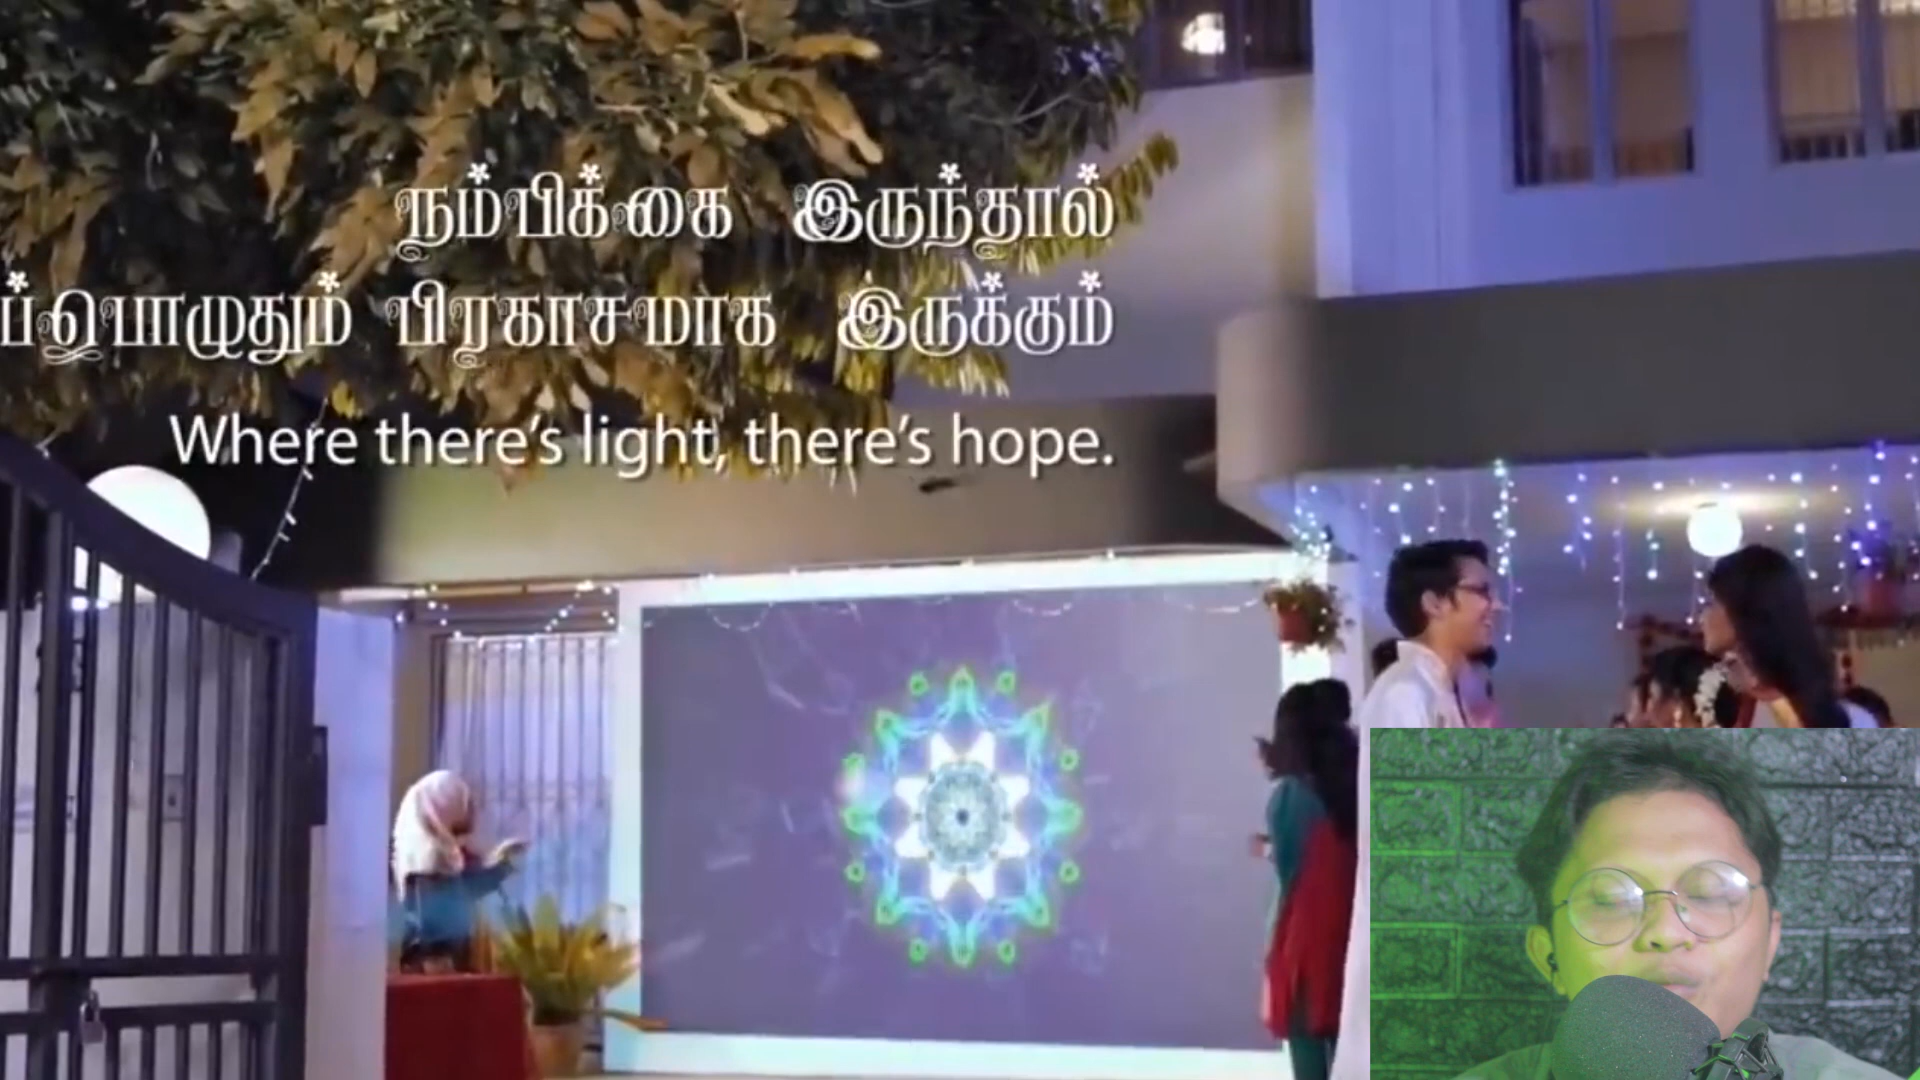 நம்பிக்கை இருந்தால்
ப்பொழுதும் பிரகாசமாக இருக்கும்
Where there's light, there's hope.